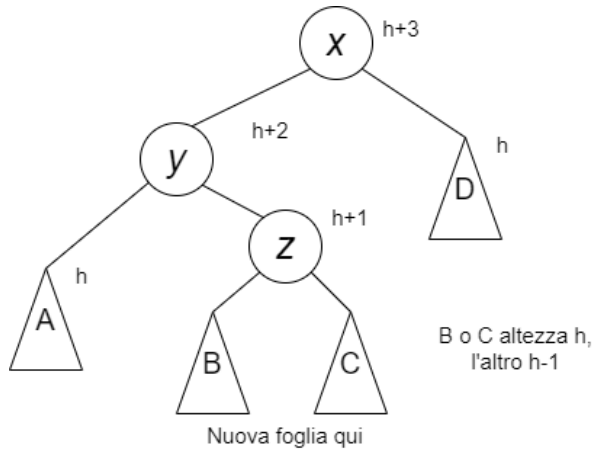 x
h+3
y
h+2
h
D
z
h+1
A
h
B
C
B o C altezza h,
l'altro h-1
Nuova foglia qui